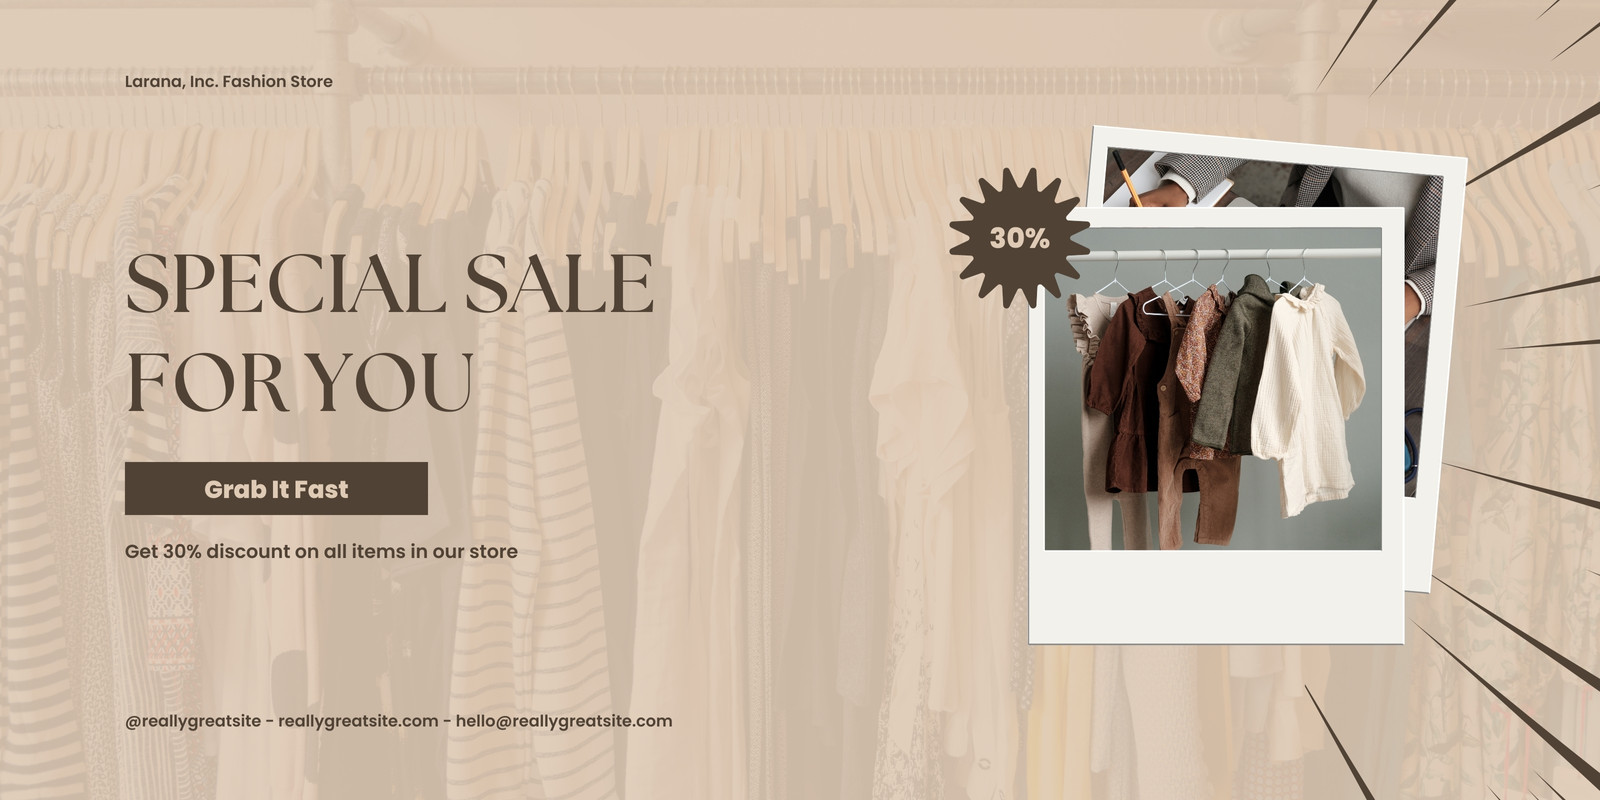 Larana, Inc. Fashion Store
30%
SPECIAL SALE
FOR YOU
Grab It Fast
Get 30% discount on all items in our store
@reallygreatsite - reallygreatsite.com - hello@reallygreatsite.com